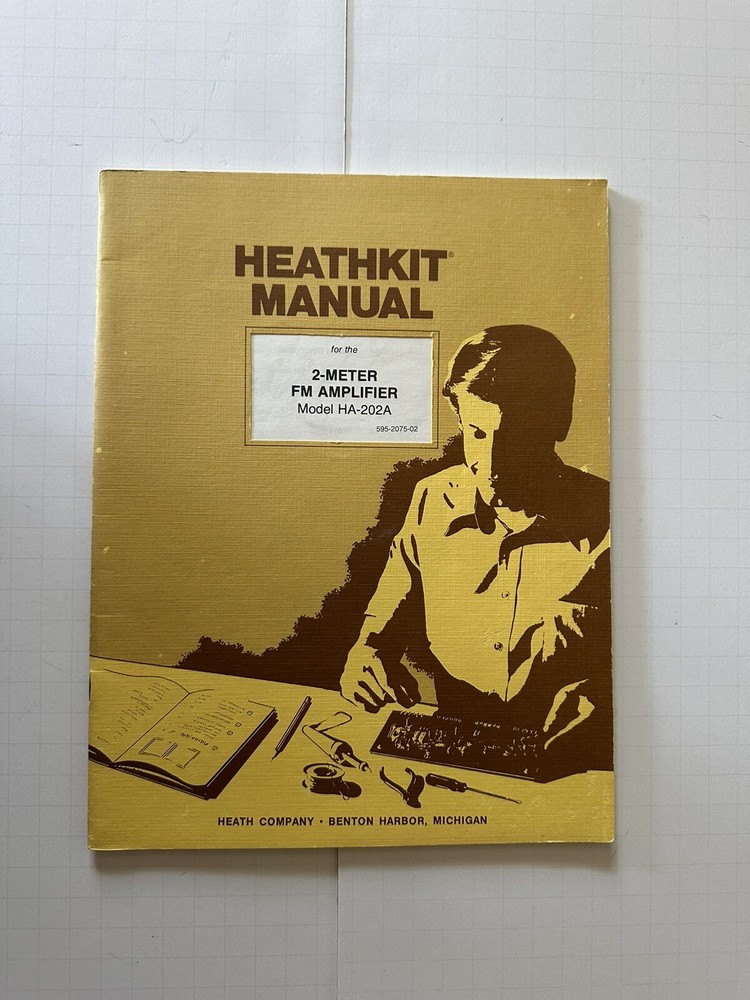 HEATHKIT®
MANUAL
for the
2-METER
FM AMPLIFIER
Model HA-202A
595-2075-02
HEATH COMPANY • BENTON HARBOR, MICHIGAN